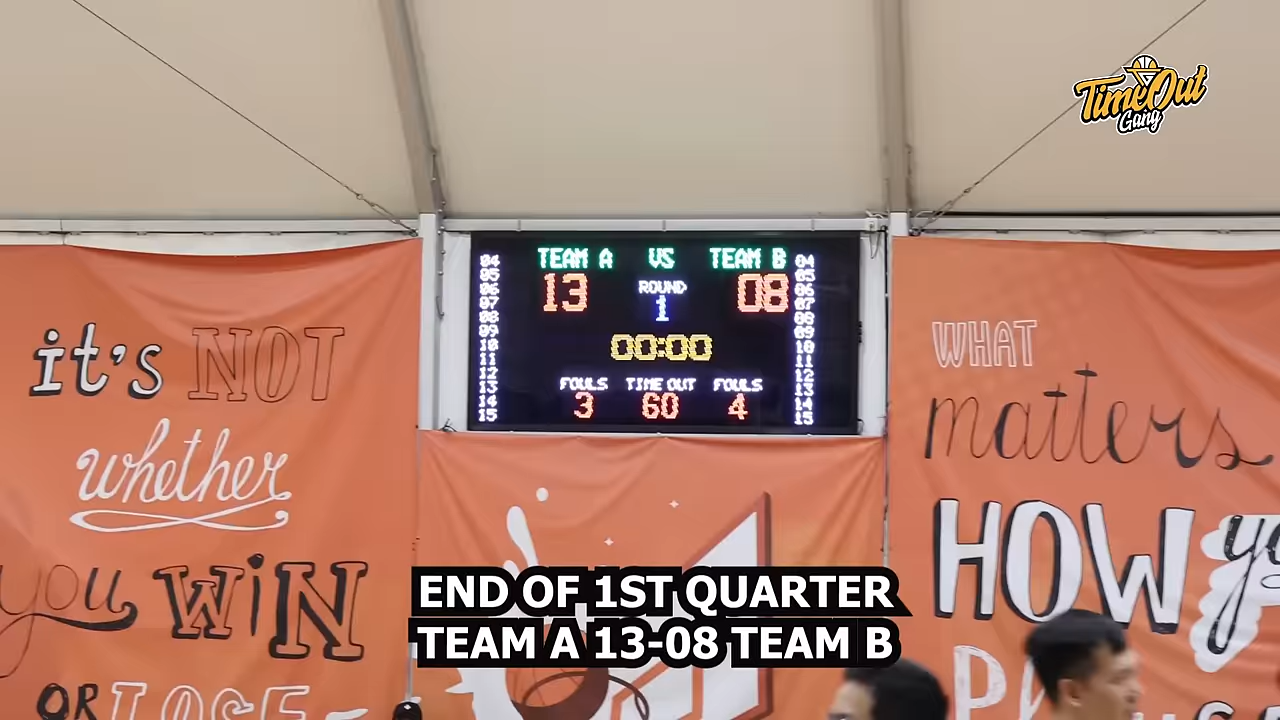 TimeOut
Gang
TEAM A VS TEAM B
13 08
ROUND
1
00:00
FOULS TIME OUT FOULS
3 60 4
04
05
06
07
08
09
10
11
12
13
14
15
04
05
06
07
08
09
10
11
12
13
14
15
it's NOT
whether
you WiN
OR LOSE
WHAT
matters
HOW you
END OF 1ST QUARTER
TEAM A 13-08 TEAM B